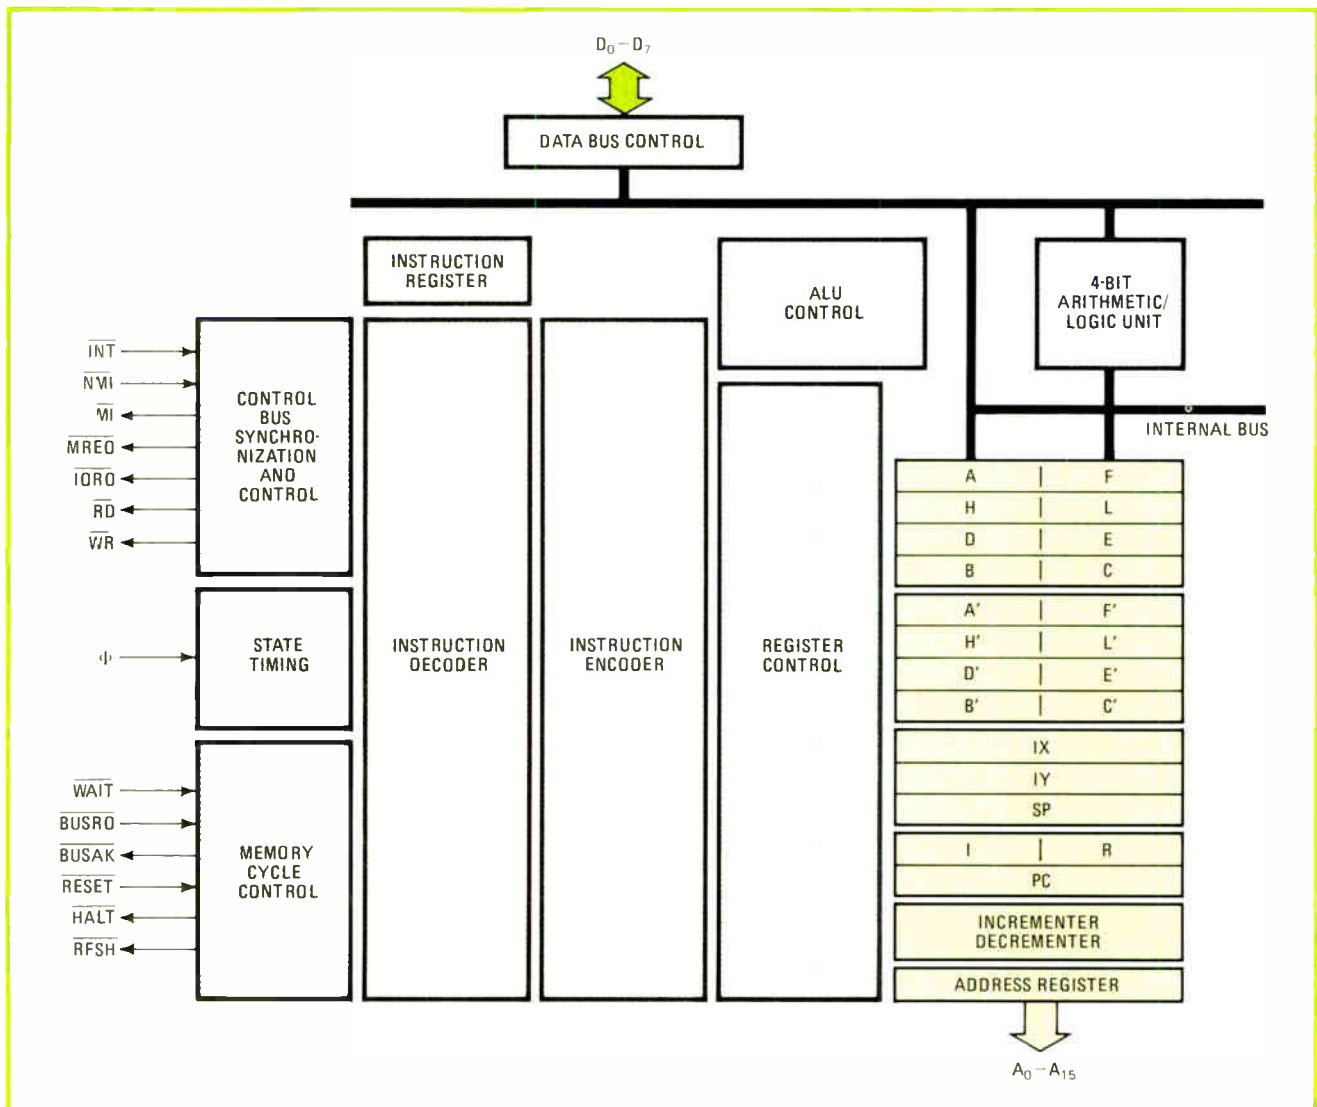 D₀–D₇
DATA BUS CONTROL
INSTRUCTION
REGISTER
ALU
CONTROL
4-BIT
ARITHMETIC/
LOGIC UNIT
INTERNAL BUS
INT
NMI
MI
MREQ
IORQ
RD
WR
CONTROL
BUS
SYNCHRO-
NIZATION
AND
CONTROL
Φ
STATE
TIMING
WAIT
BUSRQ
BUSAK
RESET
HALT
RFSH
MEMORY
CYCLE
CONTROL
INSTRUCTION
DECODER
INSTRUCTION
ENCODER
REGISTER
CONTROL
A | F
H | L
D | E
B | C
A' | F'
H' | L'
D' | E'
B' | C'
IX
IY
SP
I | R
PC
INCREMENTER
DECREMENTER
ADDRESS REGISTER
A₀–A₁₅